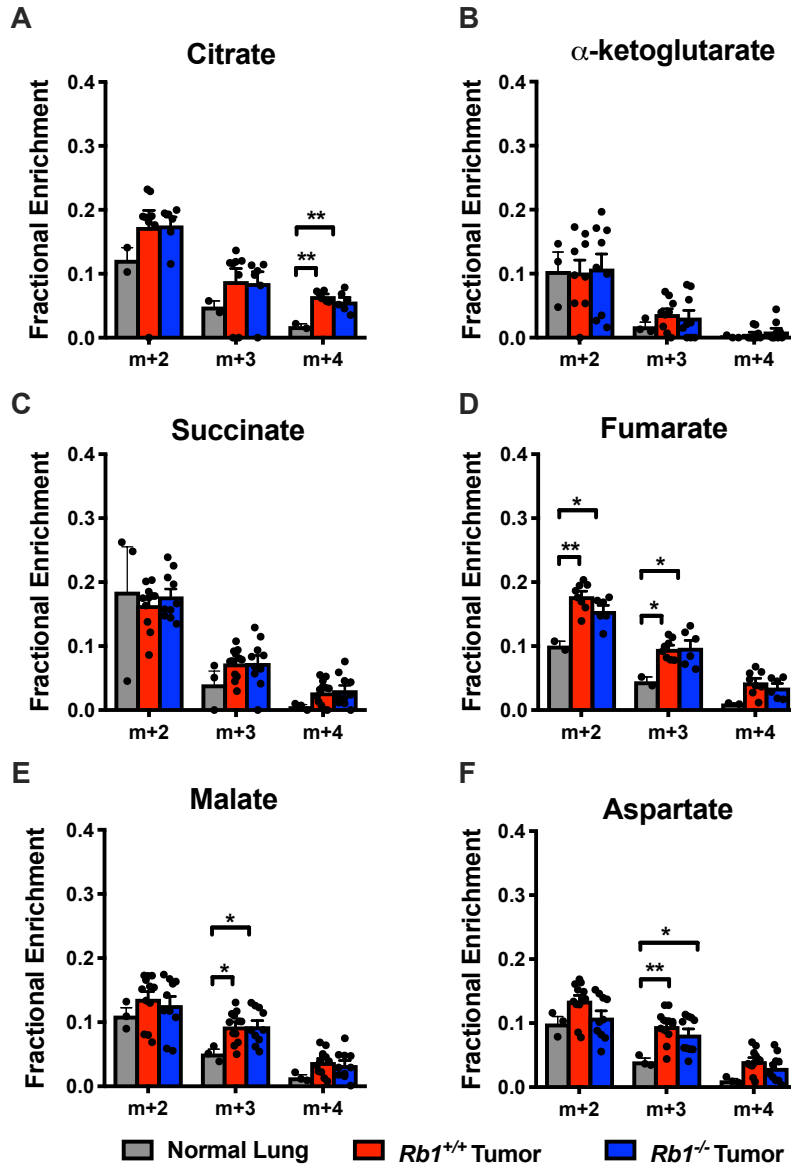 A
Citrate
Fractional Enrichment
0.4
0.3
0.2
0.1
0.0
**
**
m+2 m+3 m+4
B
α-ketoglutarate
Fractional Enrichment
0.4
0.3
0.2
0.1
0.0
m+2 m+3 m+4
C
Succinate
Fractional Enrichment
0.4
0.3
0.2
0.1
0.0
m+2 m+3 m+4
D
Fumarate
Fractional Enrichment
0.4
0.3
0.2
0.1
0.0
*
**
*
*
m+2 m+3 m+4
E
Malate
Fractional Enrichment
0.4
0.3
0.2
0.1
0.0
*
*
m+2 m+3 m+4
F
Aspartate
Fractional Enrichment
0.4
0.3
0.2
0.1
0.0
*
**
m+2 m+3 m+4
Normal Lung Rb1+/+ Tumor Rb1-/- Tumor